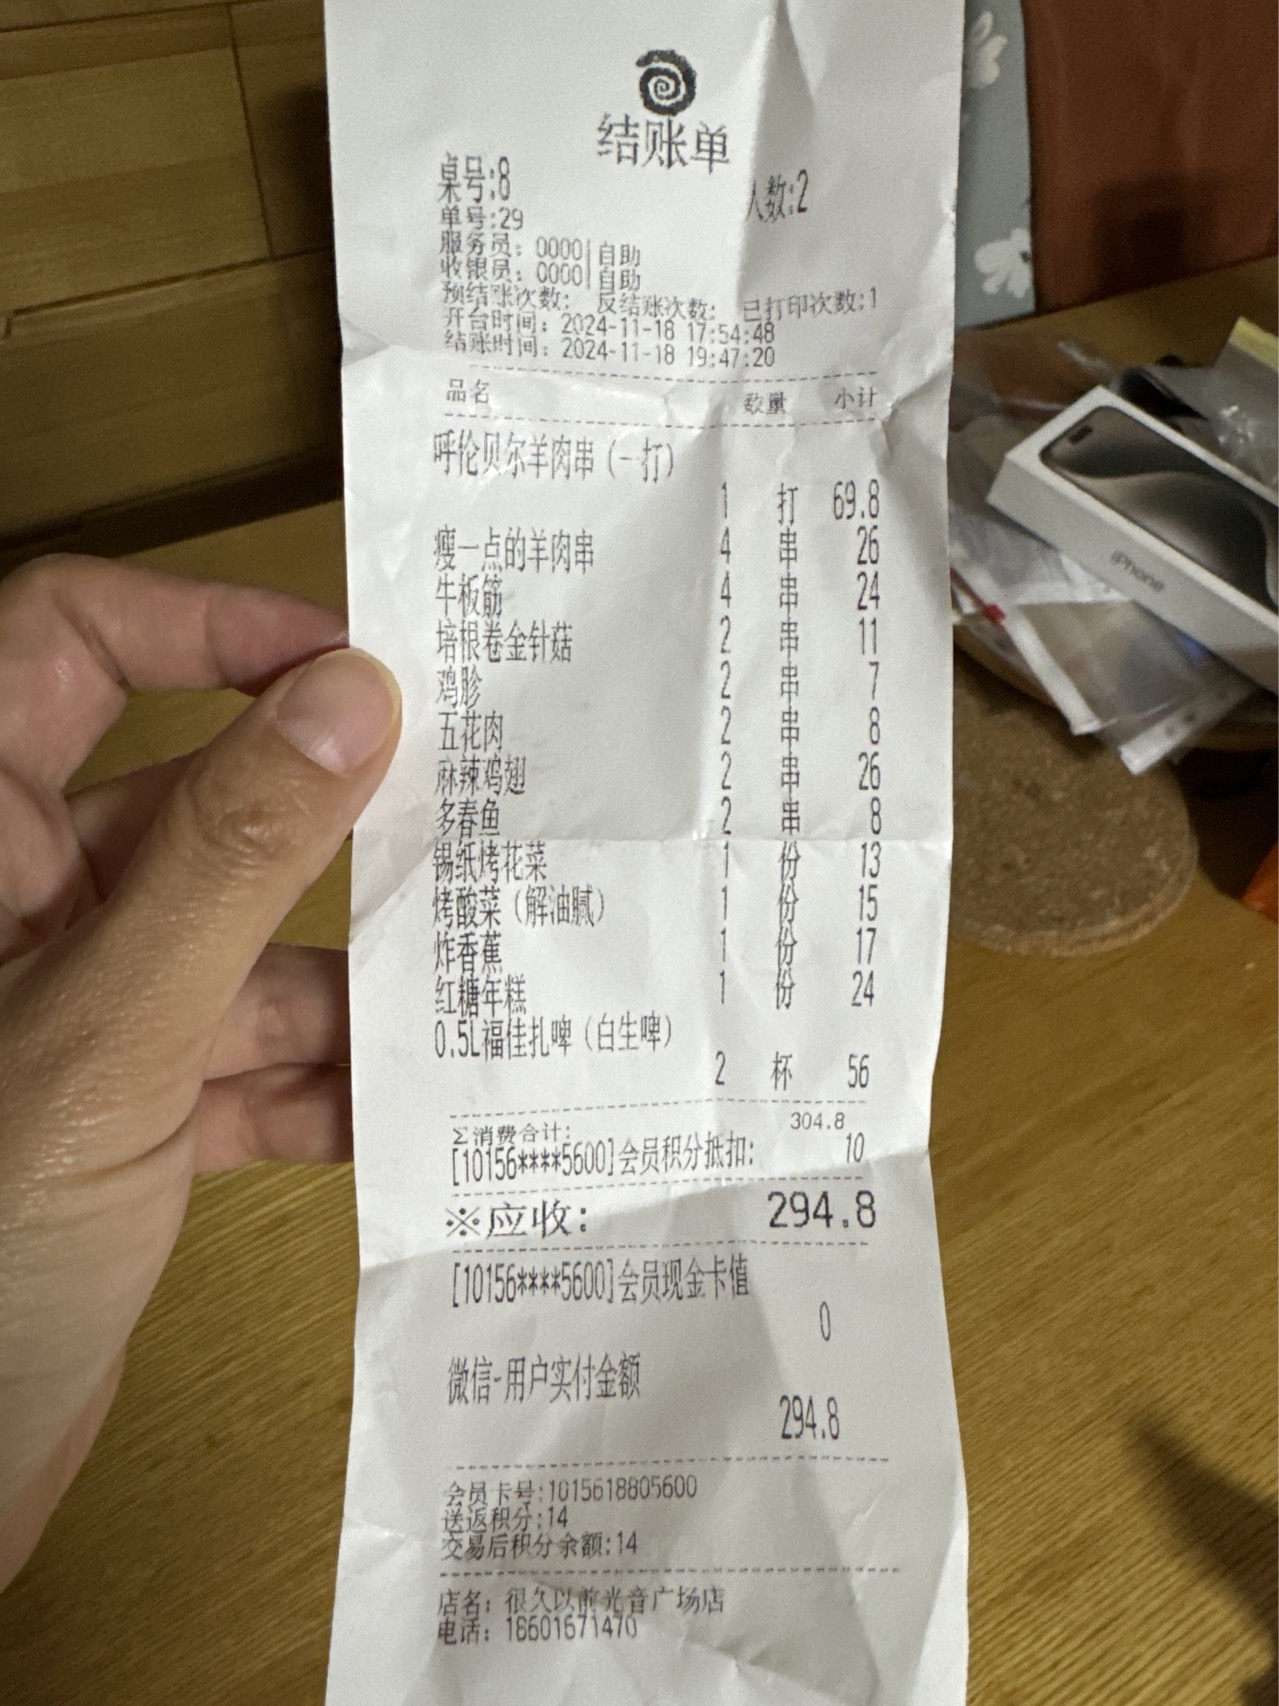 结账单
桌号:8 人数:2
单号:29
服务员: 0000|自助
收银员: 0000|自助
预结账次数: 反结账次数: 已打印次数:1
开台时间: 2024-11-18 17:54:48
结账时间: 2024-11-18 19:47:20
品名 数量 小计
呼伦贝尔羊肉串(一打)
1 打 69.8
瘦一点的羊肉串 4 串 26
牛板筋 4 串 24
培根卷金针菇 2 串 11
鸡胗 2 串 7
五花肉 2 串 8
麻辣鸡翅 2 串 26
多春鱼 2 串 8
锡纸烤花菜 1 份 13
烤酸菜(解油腻) 1 份 15
炸香蕉 1 份 17
红糖年糕 1 份 24
0.5L福佳扎啤(白生啤)
2 杯 56
Σ消费合计: 304.8
[10156****5600]会员积分抵扣: 10
※应收: 294.8
[10156****5600]会员现金卡值
0
微信-用户实付金额
294.8
会员卡号:1015618805600
送返积分:14
交易后积分余额:14
店名: 很久以前光音广场店
电话: 18601671470
iPhone